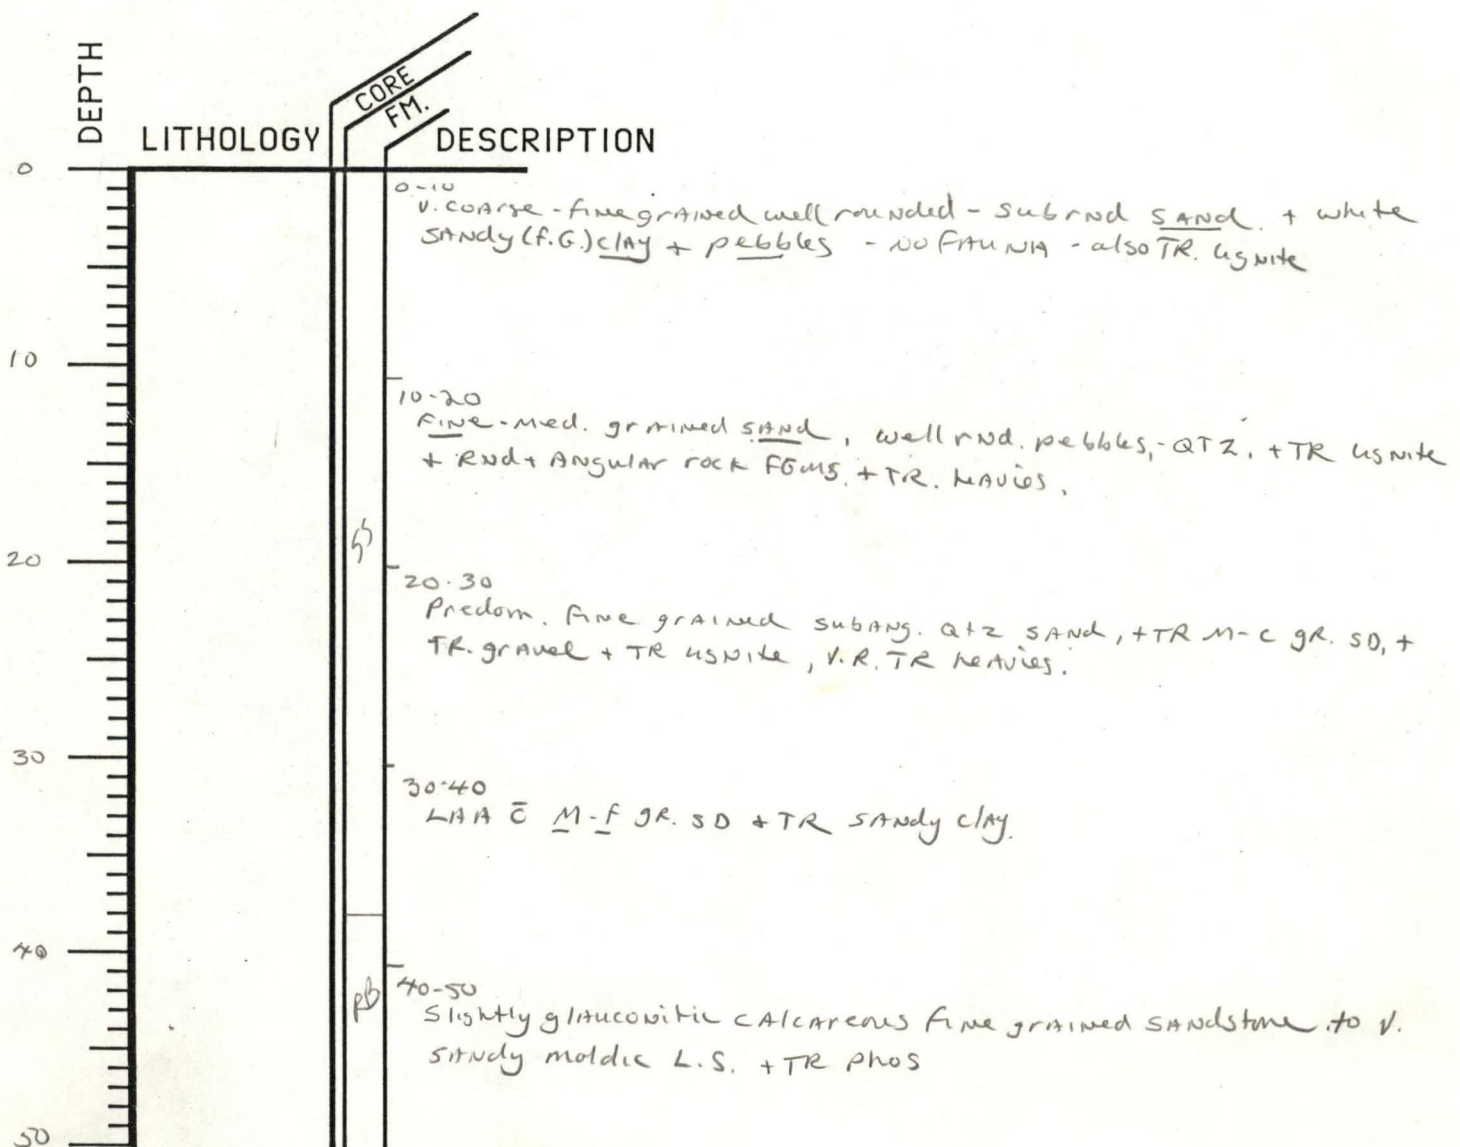 DEPTH
LITHOLOGY
CORE
FM.
DESCRIPTION
0
0-10
V. COArse - fine grained well rounded - subrnd SANd. + white
SANdy (f.G.) clAy + pebbles - NO FAUNA - also TR. lignite
10
10-20
FINe - med. grained SANd, well rnd. pebbles, - QTZ, + TR lignite
+ RNd + ANgulAr rock FGMS. + TR. heAvies.
20
20-30
Predom. fine grained subANg. Qtz SANd, + TR M-C gR. SD, +
TR. grAvel + TR lignite, V.R. TR heAvies.
30
30-40
LAA c̄ M-f gR. SD + TR SANdy clAy.
40
pb
40-50
Slightly glAuconitic cAlcAreous fine grained SANdstone to V.
SANdy moldic L.S. + TR phos
50